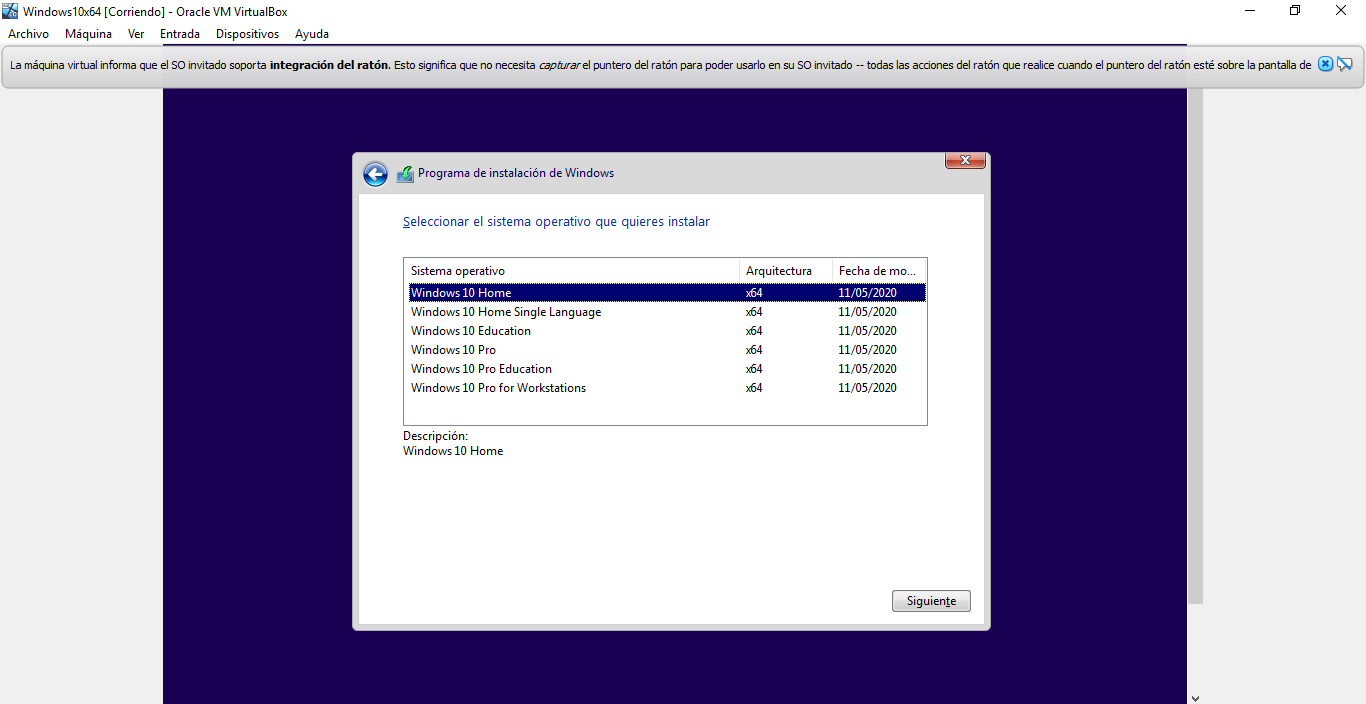 Windows10x64 [Corriendo] - Oracle VM VirtualBox
Archivo Máquina Ver Entrada Dispositivos Ayuda
La máquina virtual informa que el SO invitado soporta integración del ratón. Esto significa que no necesita capturar el puntero del ratón para poder usarlo en su SO invitado -- todas las acciones del ratón que realice cuando el puntero del ratón esté sobre la pantalla de
Programa de instalación de Windows
Seleccionar el sistema operativo que quieres instalar
Sistema operativo Arquitectura Fecha de mo...
Windows 10 Home x64 11/05/2020
Windows 10 Home Single Language x64 11/05/2020
Windows 10 Education x64 11/05/2020
Windows 10 Pro x64 11/05/2020
Windows 10 Pro Education x64 11/05/2020
Windows 10 Pro for Workstations x64 11/05/2020
Descripción:
Windows 10 Home
Siguiente